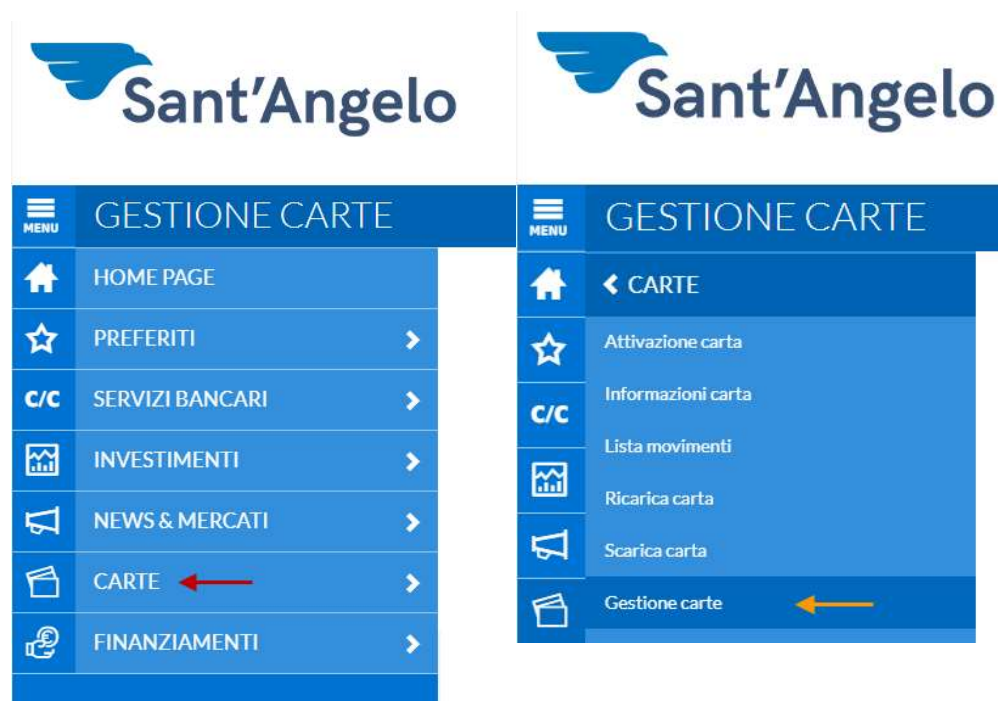 Sant'Angelo
MENU
GESTIONE CARTE
HOME PAGE
PREFERITI
C/C
SERVIZI BANCARI
INVESTIMENTI
NEWS & MERCATI
CARTE
FINANZIAMENTI
Sant'Angelo
MENU
GESTIONE CARTE
CARTE
Attivazione carta
Informazioni carta
C/C
Lista movimenti
Ricarica carta
Scarica carta
Gestione carte